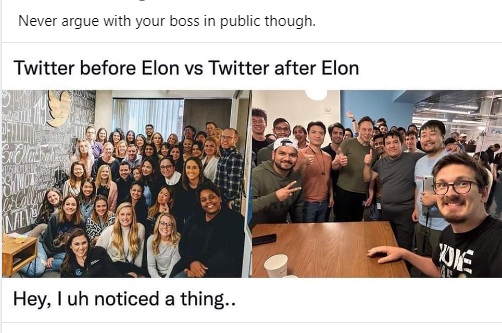 Never argue with your boss in public though.
Twitter before Elon vs Twitter after Elon
Hey, I uh noticed a thing..